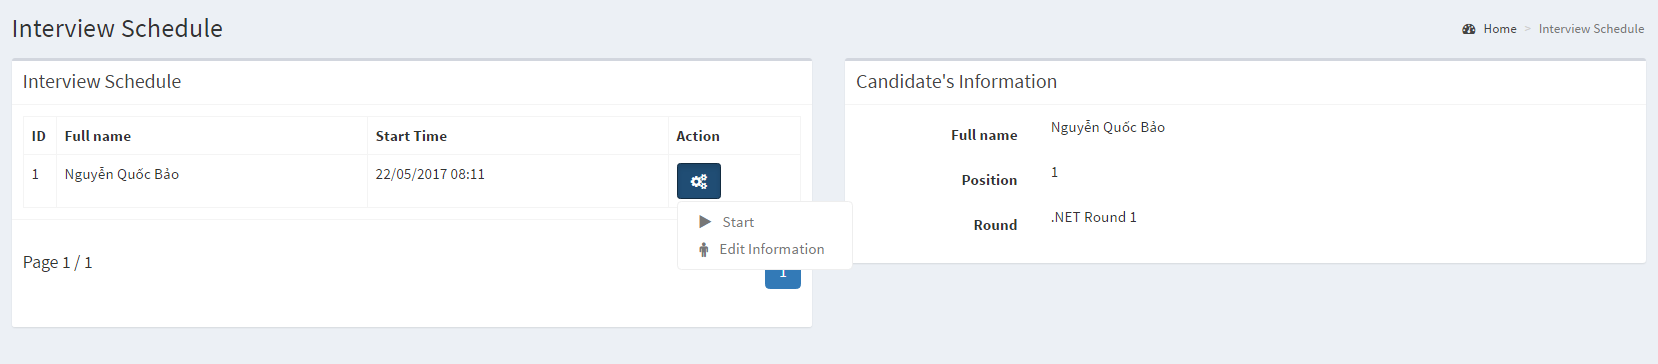 Interview Schedule
Home > Interview Schedule
Interview Schedule
ID Full name Start Time Action
1 Nguyễn Quốc Bảo 22/05/2017 08:11
Start
Edit Information
Page 1 / 1
1
Candidate's Information
Full name Nguyễn Quốc Bảo
Position 1
Round .NET Round 1